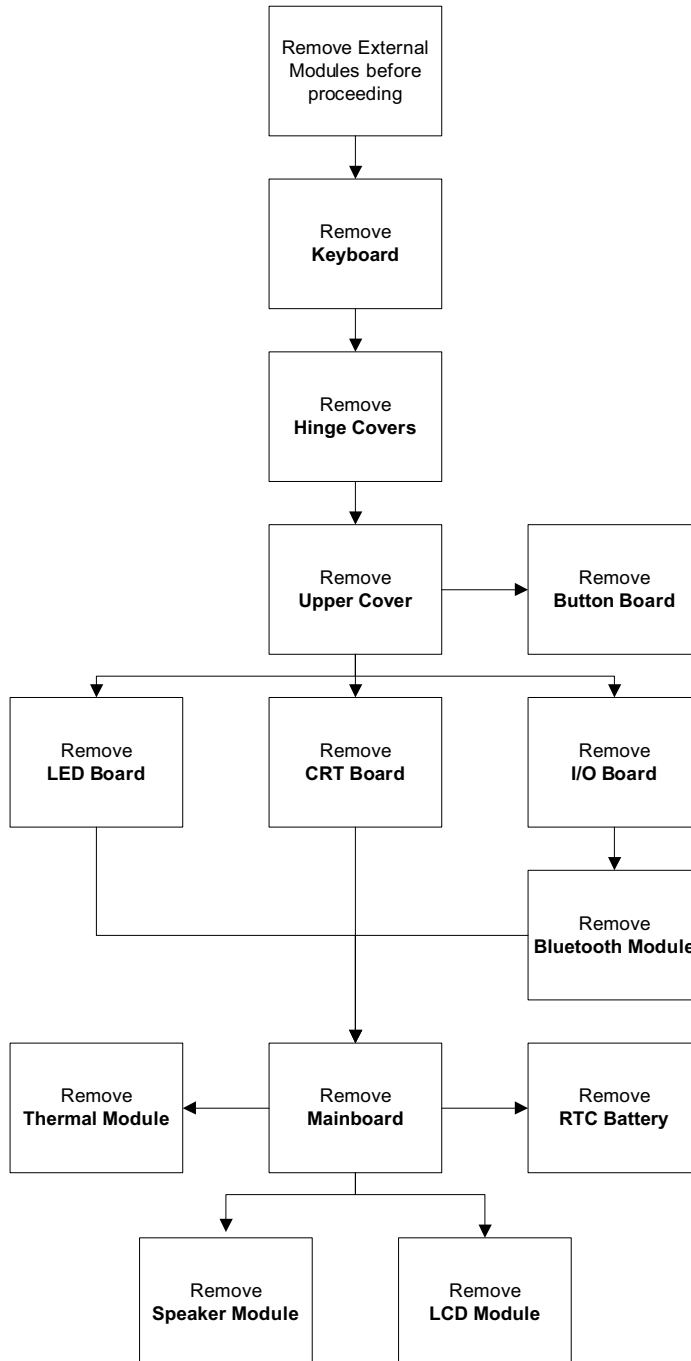 Remove External
Modules before
proceeding
Remove
Keyboard
Remove
Hinge Covers
Remove
Upper Cover
Remove
Button Board
Remove
LED Board
Remove
CRT Board
Remove
I/O Board
Remove
Bluetooth Module
Remove
Thermal Module
Remove
Mainboard
Remove
RTC Battery
Remove
Speaker Module
Remove
LCD Module